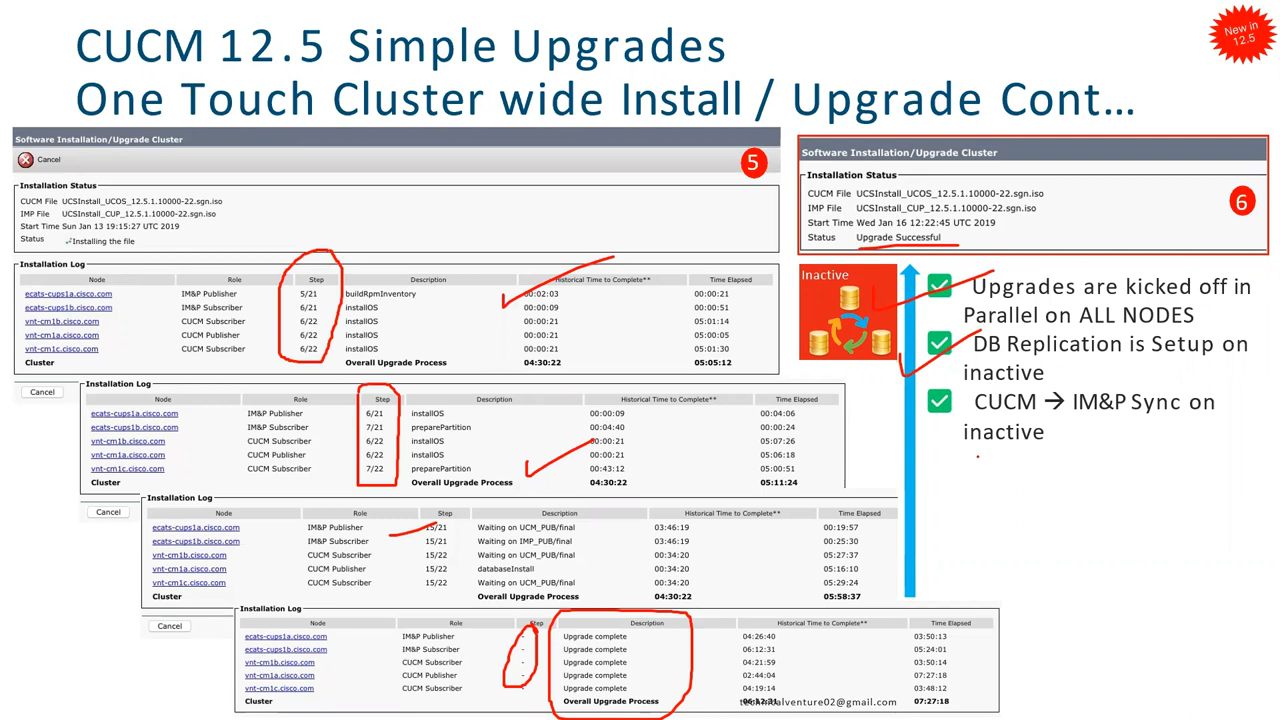 CUCM 12.5 Simple Upgrades
One Touch Cluster wide Install / Upgrade Cont…
New in
12.5
Software Installation/Upgrade Cluster
Cancel
5
Installation Status
CUCM File UCSInstall_UCOS_12.5.1.10000-22.sgn.iso
IMP File UCSInstall_CUP_12.5.1.10000-22.sgn.iso
Start Time Sun Jan 13 19:15:27 UTC 2019
Status Installing the file
Installation Log
Node Role Step Description Historical Time to Complete** Time Elapsed
ecats-cups1a.cisco.com IM&P Publisher 5/21 buildRpmInventory 00:02:03 00:00:21
ecats-cups1b.cisco.com IM&P Subscriber 6/21 installOS 00:00:09 00:00:51
vnt-cm1b.cisco.com CUCM Subscriber 6/22 installOS 00:00:21 05:01:14
vnt-cm1a.cisco.com CUCM Publisher 6/22 installOS 00:00:21 05:00:05
vnt-cm1c.cisco.com CUCM Subscriber 6/22 installOS 00:00:21 05:01:30
Cluster Overall Upgrade Process 04:30:22 05:05:12
Cancel
Installation Log
Node Role Step Description Historical Time to Complete** Time Elapsed
ecats-cups1a.cisco.com IM&P Publisher 6/21 installOS 00:00:09 00:04:06
ecats-cups1b.cisco.com IM&P Subscriber 7/21 preparePartition 00:04:40 00:00:24
vnt-cm1b.cisco.com CUCM Subscriber 6/22 installOS 00:00:21 05:07:26
vnt-cm1a.cisco.com CUCM Publisher 6/22 installOS 00:00:21 05:06:18
vnt-cm1c.cisco.com CUCM Subscriber 7/22 preparePartition 00:43:12 05:00:51
Cluster Overall Upgrade Process 04:30:22 05:11:24
Cancel
Installation Log
Node Role Step Description Historical Time to Complete** Time Elapsed
ecats-cups1a.cisco.com IM&P Publisher 15/21 Waiting on UCM_PUB/final 03:46:19 00:19:57
ecats-cups1b.cisco.com IM&P Subscriber 15/21 Waiting on IMP_PUB/final 03:46:19 00:25:30
vnt-cm1b.cisco.com CUCM Subscriber 15/22 Waiting on UCM_PUB/final 00:34:20 05:27:37
vnt-cm1a.cisco.com CUCM Publisher 15/22 databaseInstall 00:34:20 05:16:10
vnt-cm1c.cisco.com CUCM Subscriber 15/22 Waiting on UCM_PUB/final 00:34:20 05:29:24
Cluster Overall Upgrade Process 04:30:22 05:58:37
Cancel
Installation Log
Node Role Step Description Historical Time to Complete** Time Elapsed
ecats-cups1a.cisco.com IM&P Publisher - Upgrade complete 04:26:40 03:50:13
ecats-cups1b.cisco.com IM&P Subscriber - Upgrade complete 06:12:31 05:24:01
vnt-cm1b.cisco.com CUCM Subscriber - Upgrade complete 04:21:59 03:50:14
vnt-cm1a.cisco.com CUCM Publisher - Upgrade complete 02:44:04 07:27:18
vnt-cm1c.cisco.com CUCM Subscriber - Upgrade complete 04:19:14 03:48:12
Cluster Overall Upgrade Process 06:12:31 07:27:18
Software Installation/Upgrade Cluster
Installation Status
6
CUCM File UCSInstall_UCOS_12.5.1.10000-22.sgn.iso
IMP File UCSInstall_CUP_12.5.1.10000-22.sgn.iso
Start Time Wed Jan 16 12:22:45 UTC 2019
Status Upgrade Successful
Inactive
Upgrades are kicked off in
Parallel on ALL NODES
DB Replication is Setup on
inactive
CUCM → IM&P Sync on
inactive